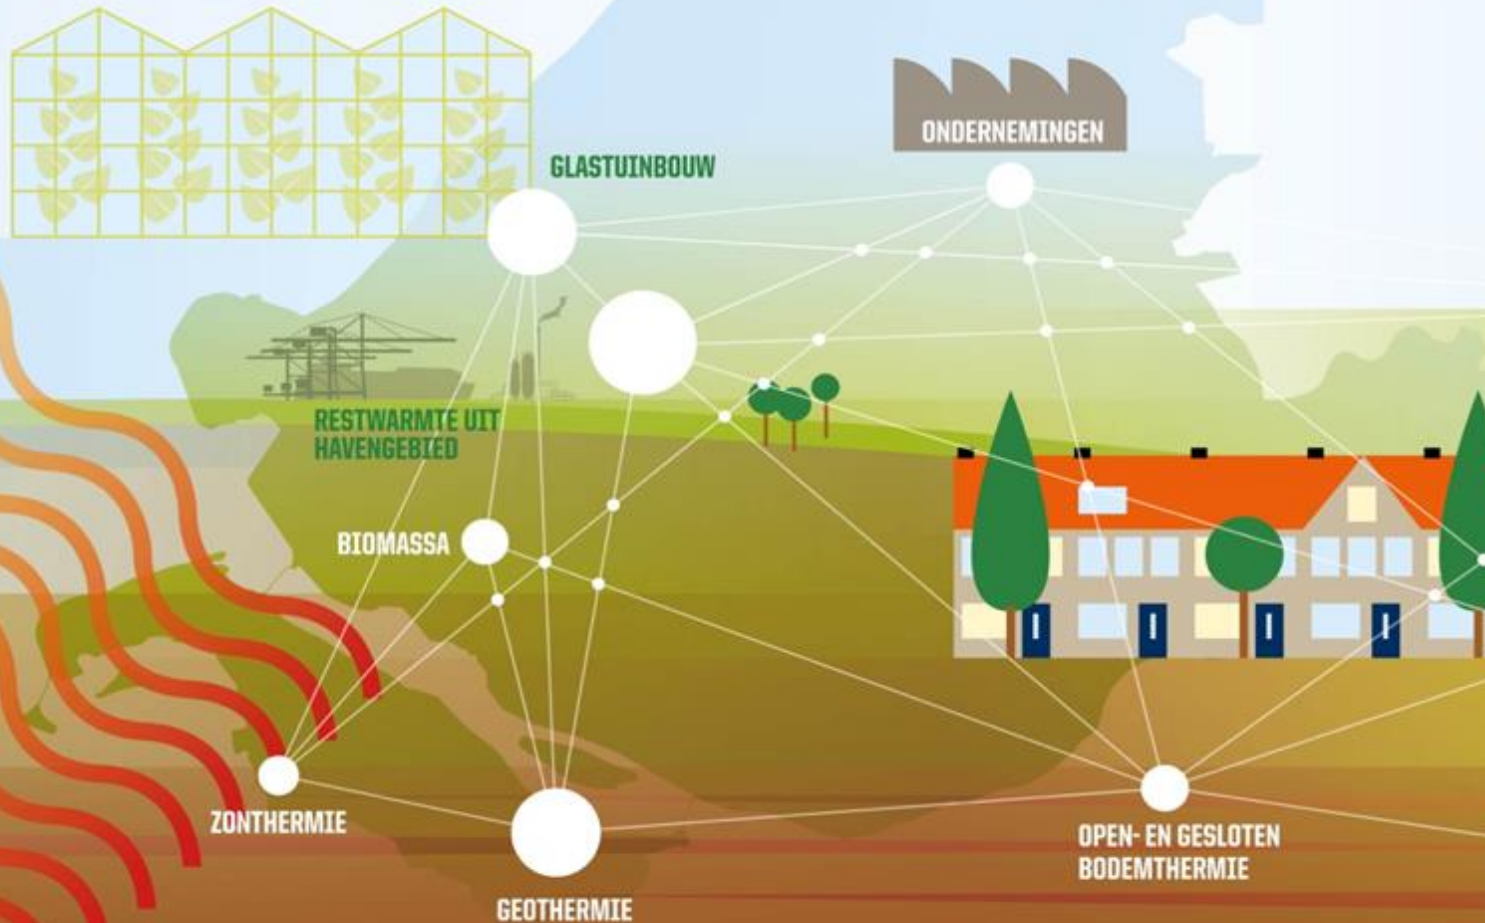 ONDERNEMINGEN
GLASTUINBOUW
RESTWARMTE UIT
HAVENGEBIED
BIOMASSA
ZONTHERMIE
OPEN- EN GESLOTEN
BODEMTHERMIE
GEOTHERMIE